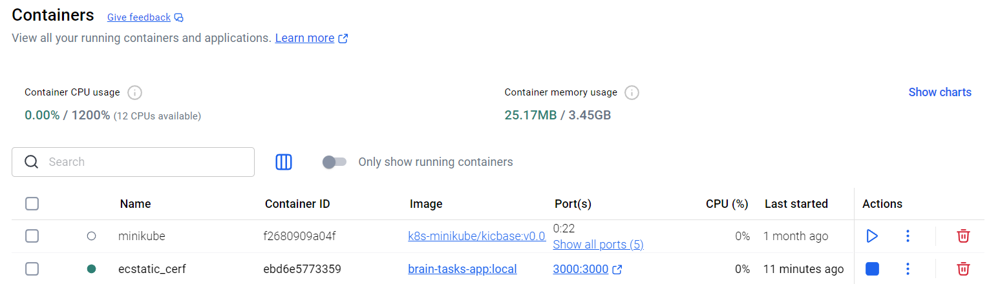 Containers Give feedback
View all your running containers and applications. Learn more
Container CPU usage Container memory usage Show charts
0.00% / 1200% (12 CPUs available) 25.17MB / 3.45GB
Search Only show running containers
Name Container ID Image Port(s) CPU (%) Last started Actions
minikube f2680909a04f k8s-minikube/kicbase:v0.0 0:22 0% 1 month ago
Show all ports (5)
ecstatic_cerf ebd6e5773359 brain-tasks-app:local 3000:3000 0% 11 minutes ago